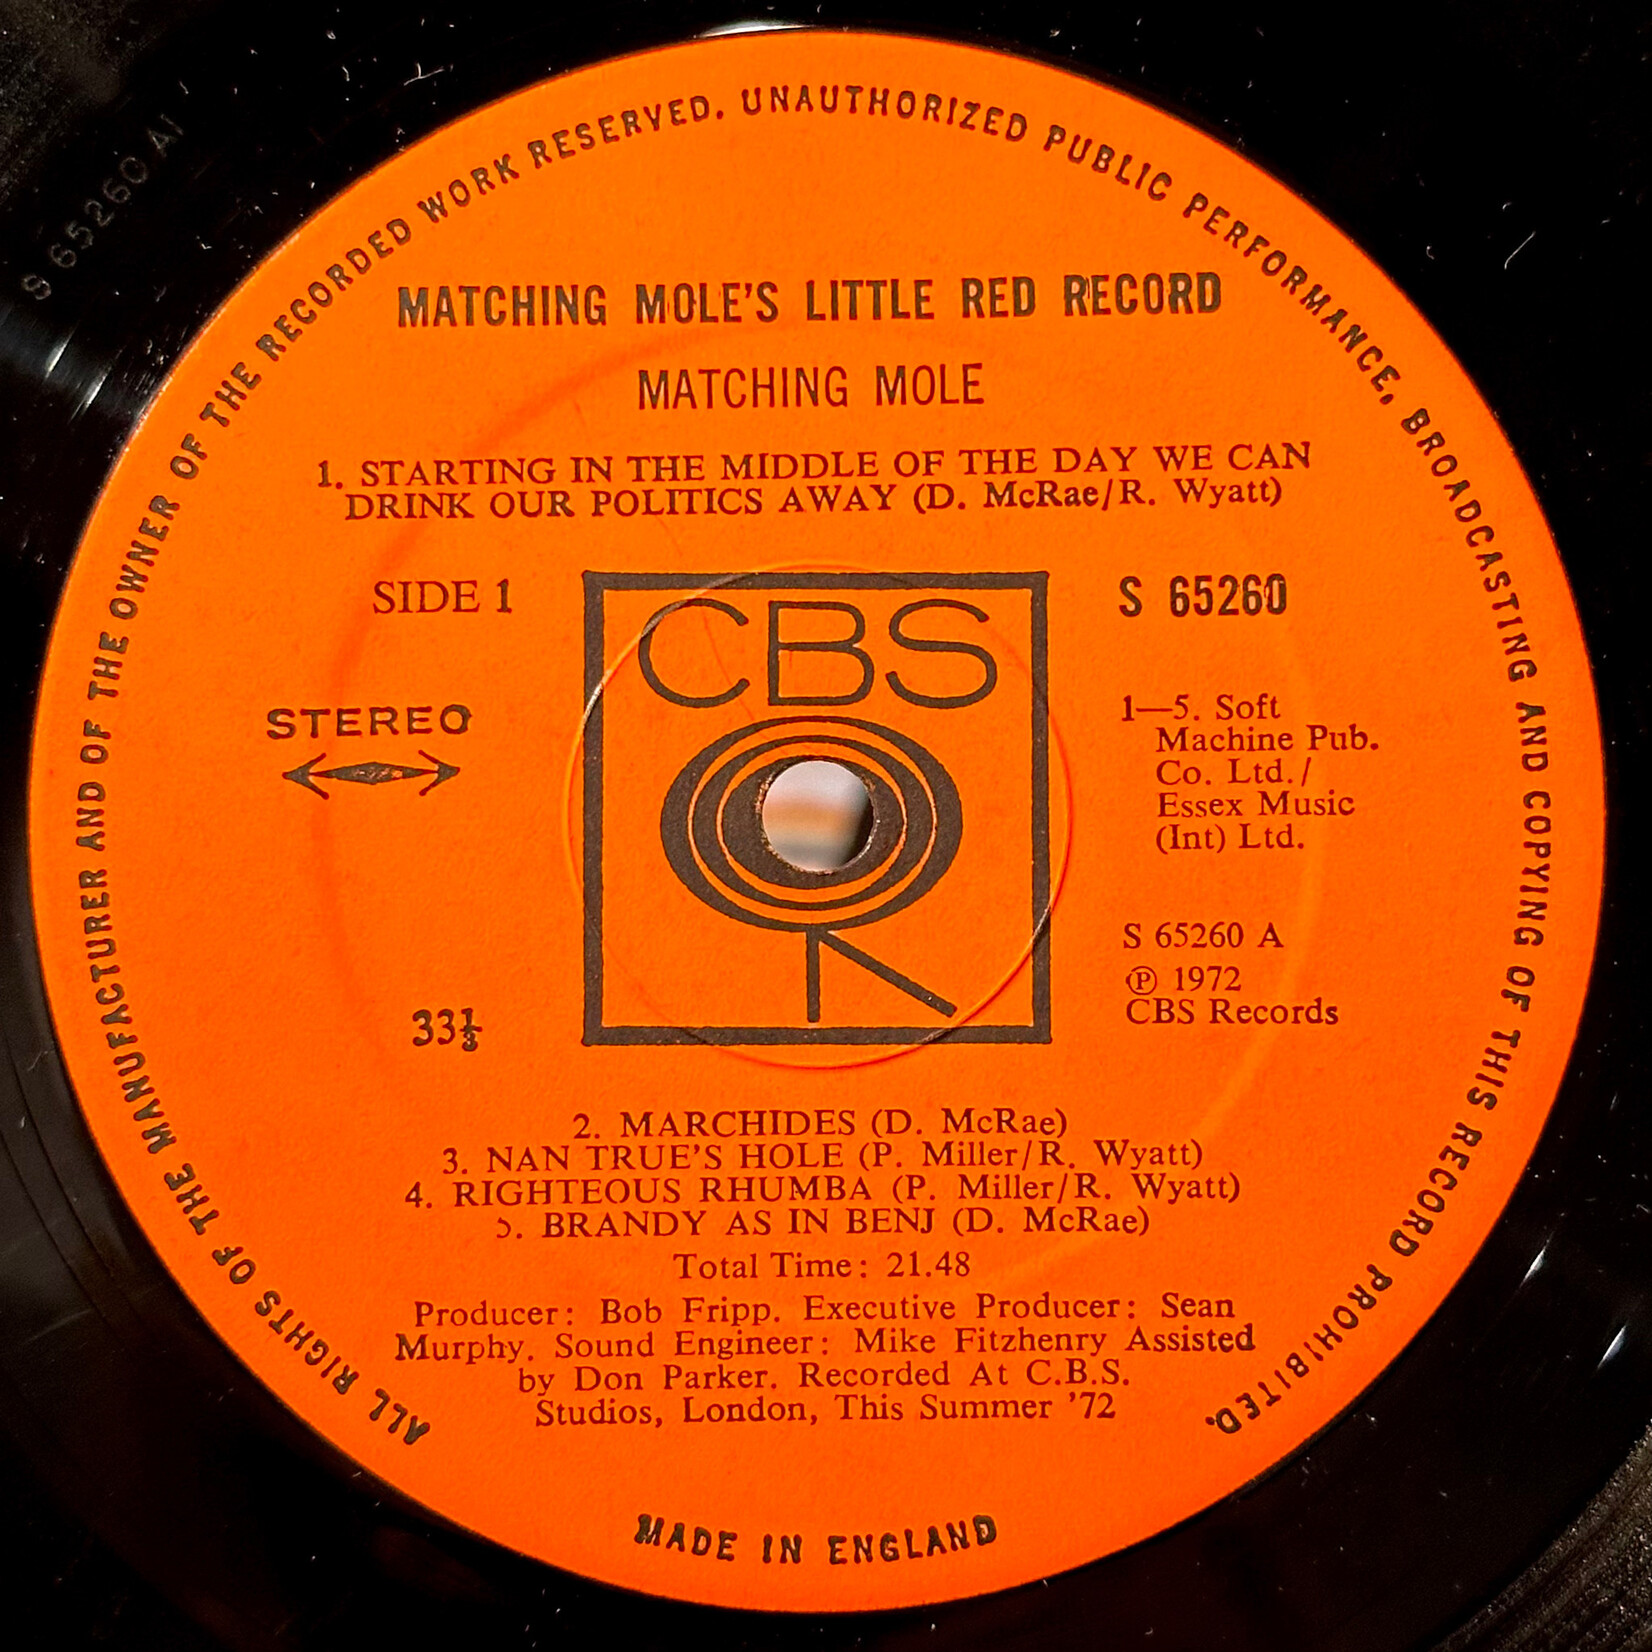 S 65260 A1
ALL RIGHTS OF THE MANUFACTURER AND OF THE OWNER OF THE RECORDED WORK RESERVED. UNAUTHORIZED PUBLIC PERFORMANCE, BROADCASTING AND COPYING OF THIS RECORD PROHIBITED.
MATCHING MOLE'S LITTLE RED RECORD
MATCHING MOLE
1. STARTING IN THE MIDDLE OF THE DAY WE CAN
DRINK OUR POLITICS AWAY (D. McRae/R. Wyatt)
SIDE 1
CBS
S 65260
STEREO
1—5. Soft
Machine Pub.
Co. Ltd./
Essex Music
(Int) Ltd.
S 65260 A
℗ 1972
CBS Records
33⅓
2. MARCHIDES (D. McRae)
3. NAN TRUE'S HOLE (P. Miller/R. Wyatt)
4. RIGHTEOUS RHUMBA (P. Miller/R. Wyatt)
5. BRANDY AS IN BENJ (D. McRae)
Total Time: 21.48
Producer: Bob Fripp. Executive Producer: Sean
Murphy. Sound Engineer: Mike Fitzhenry Assisted
by Don Parker. Recorded At C.B.S.
Studios, London, This Summer '72
MADE IN ENGLAND